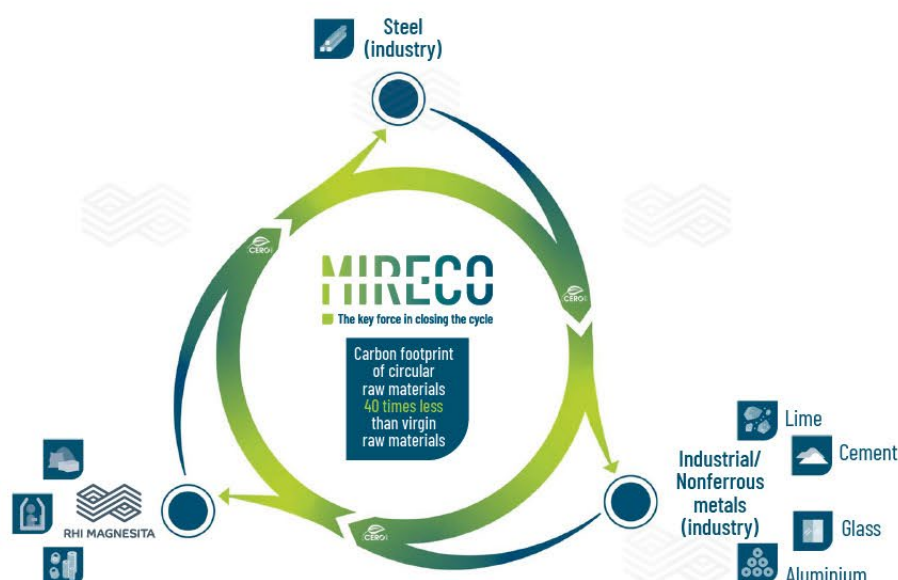 Steel
(industry)
CERO
MIRECO
The key force in closing the cycle
CERO
Carbon footprint
of circular
raw materials
40 times less
than virgin
raw materials
Lime
Cement
Industrial/
Nonferrous
metals
(industry)
RHI MAGNESITA
CERO
Glass
Aluminium